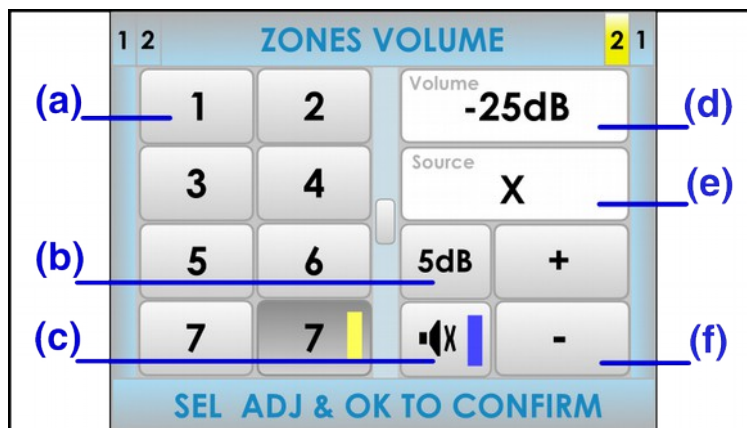 1 2 ZONES VOLUME 2 1
(a) 1 2 Volume -25dB (d)
3 4 Source X (e)
(b) 5 6 5dB +
(c) 7 7 X - (f)
SEL ADJ & OK TO CONFIRM